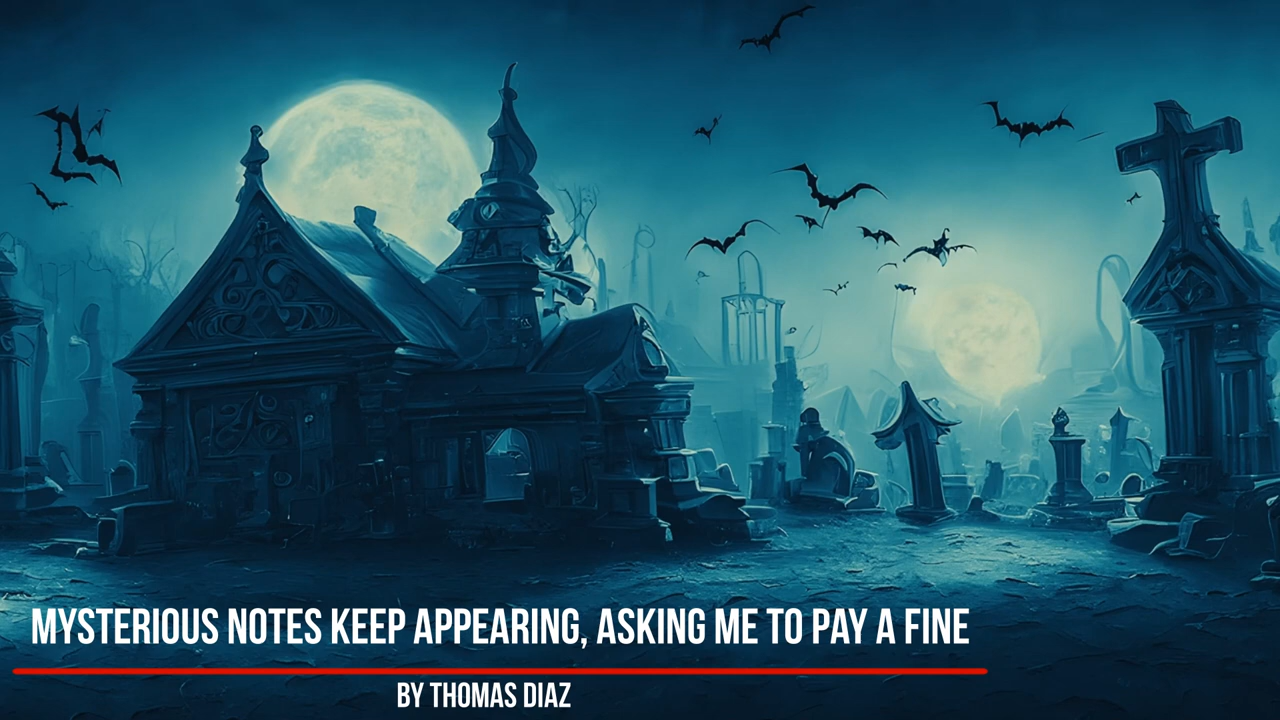 MYSTERIOUS NOTES KEEP APPEARING, ASKING ME TO PAY A FINE
BY THOMAS DIAZ